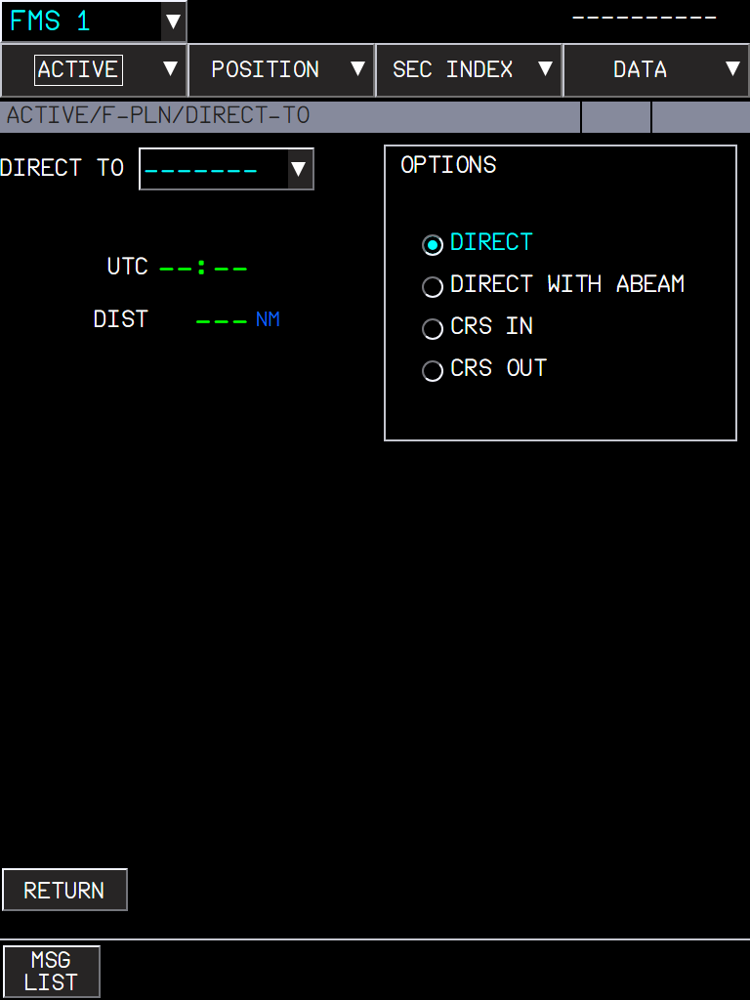 FMS 1 ▼
----------
ACTIVE ▼ POSITION ▼ SEC INDEX ▼ DATA ▼
ACTIVE/F-PLN/DIRECT-TO
DIRECT TO ------- ▼
UTC --:--
DIST --- NM
OPTIONS
DIRECT
DIRECT WITH ABEAM
CRS IN
CRS OUT
RETURN
MSG
LIST